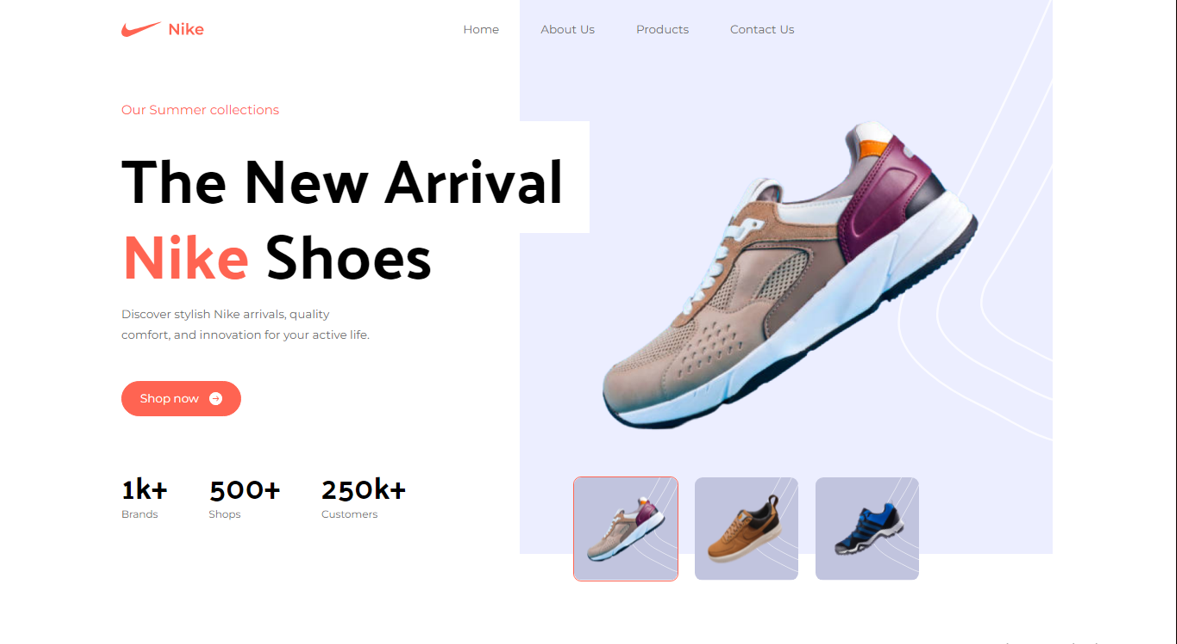 Nike
Home
About Us
Products
Contact Us
Our Summer collections
The New Arrival
Nike Shoes
Discover stylish Nike arrivals, quality
comfort, and innovation for your active life.
Shop now
1k+
500+
250k+
Brands
Shops
Customers